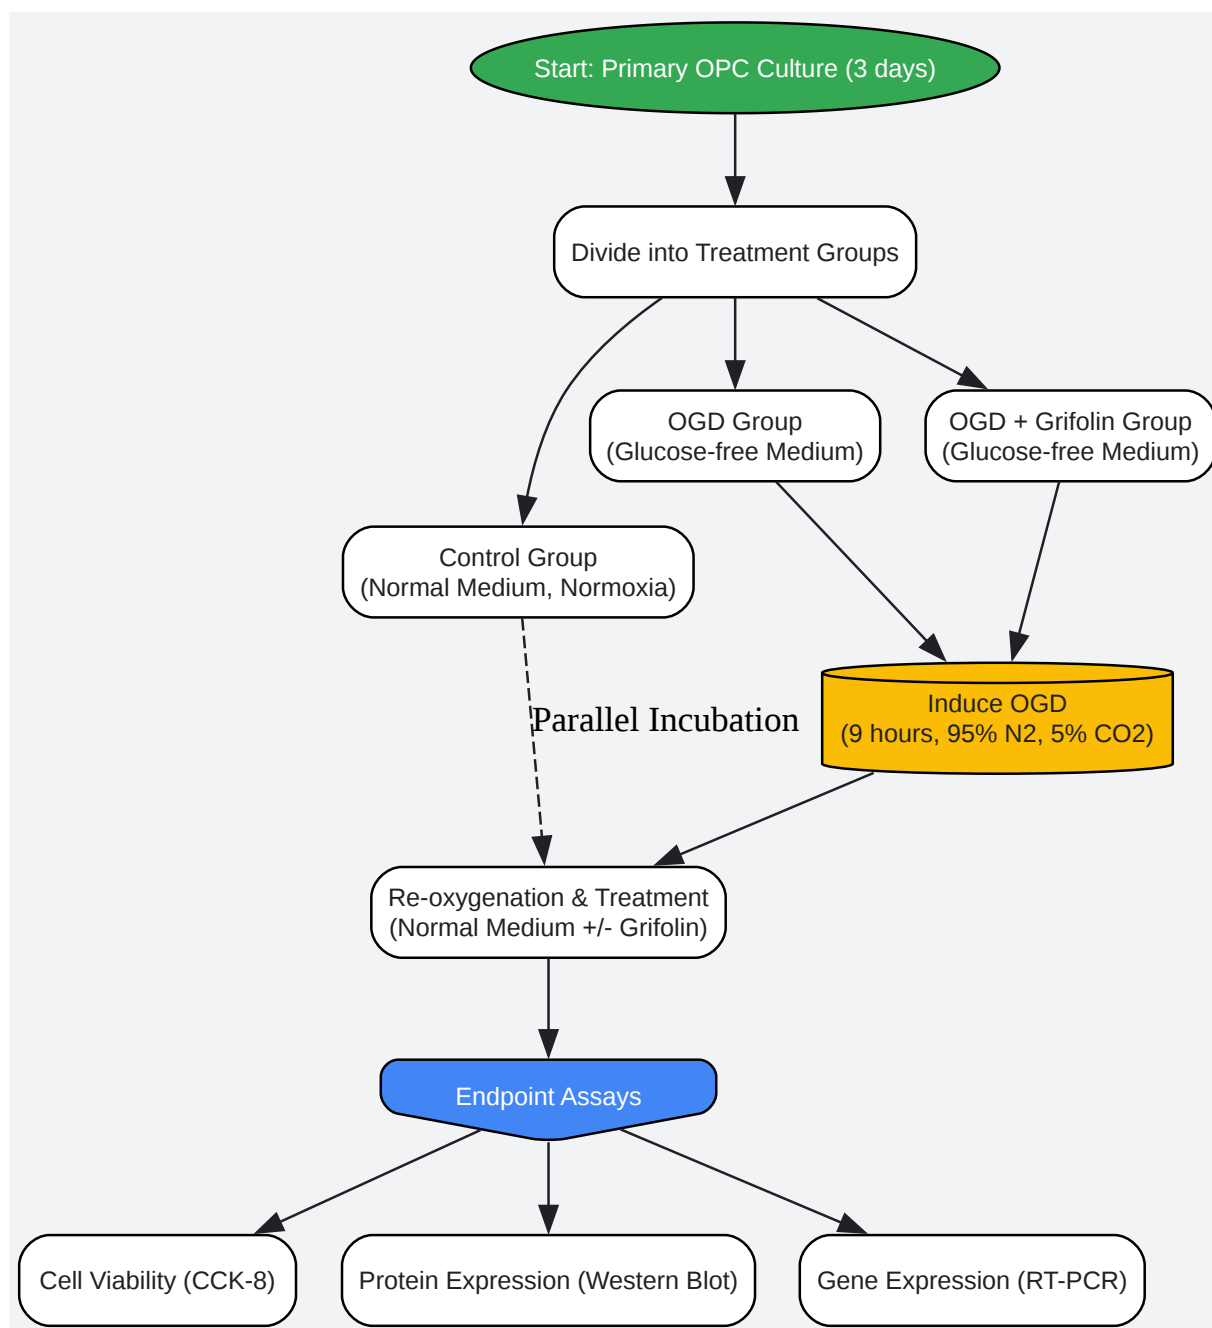 Start: Primary OPC Culture (3 days)
Divide into Treatment Groups
OGD Group
(Glucose-free Medium)
OGD + Grifolin Group
(Glucose-free Medium)
Control Group
(Normal Medium, Normoxia)
Parallel Incubation
Induce OGD
(9 hours, 95% N2, 5% CO2)
Re-oxygenation & Treatment
(Normal Medium +/- Grifolin)
Endpoint Assays
Cell Viability (CCK-8)
Protein Expression (Western Blot)
Gene Expression (RT-PCR)